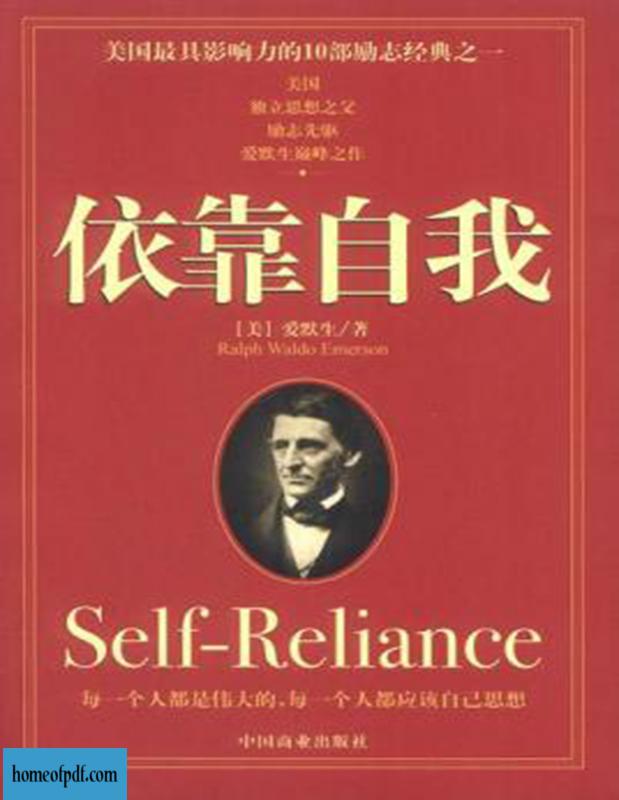 美国最具影响力的10部励志经典之一
美国
独立思想之父
励志先驱
爱默生巅峰之作
依靠自我
[美] 爱默生/著
Ralph Waldo Emerson
Self-Reliance
每一个人都是伟大的,每一个人都应该自己思想
中国商业出版社
homeofpdf.com